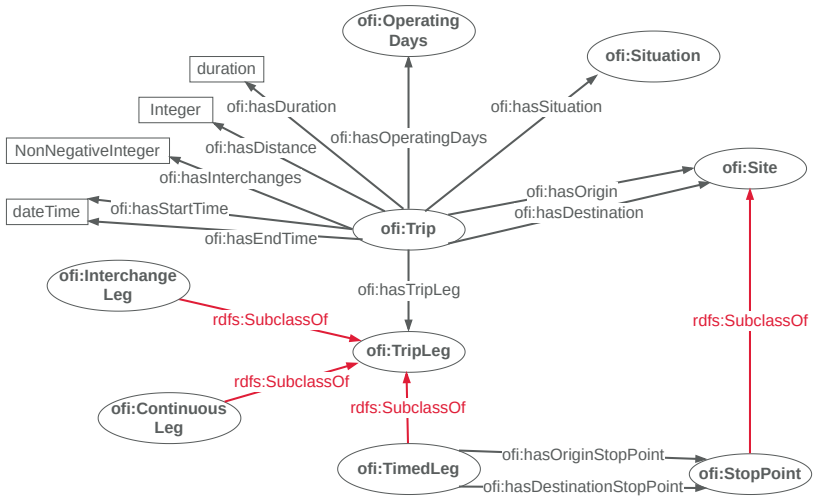 ofi:Operating
Days
ofi:Situation
duration
ofi:hasDuration
Integer
ofi:hasSituation
ofi:hasOperatingDays
ofi:hasDistance
NonNegativeInteger
ofi:hasInterchanges
ofi:Site
ofi:hasOrigin
dateTime
ofi:hasStartTime
ofi:hasDestination
ofi:Trip
ofi:hasEndTime
ofi:Interchange
Leg
ofi:hasTripLeg
rdfs:SubclassOf
rdfs:SubclassOf
ofi:TripLeg
rdfs:SubclassOf
ofi:Continuous
Leg
rdfs:SubclassOf
ofi:hasOriginStopPoint
ofi:TimedLeg
ofi:StopPoint
ofi:hasDestinationStopPoint